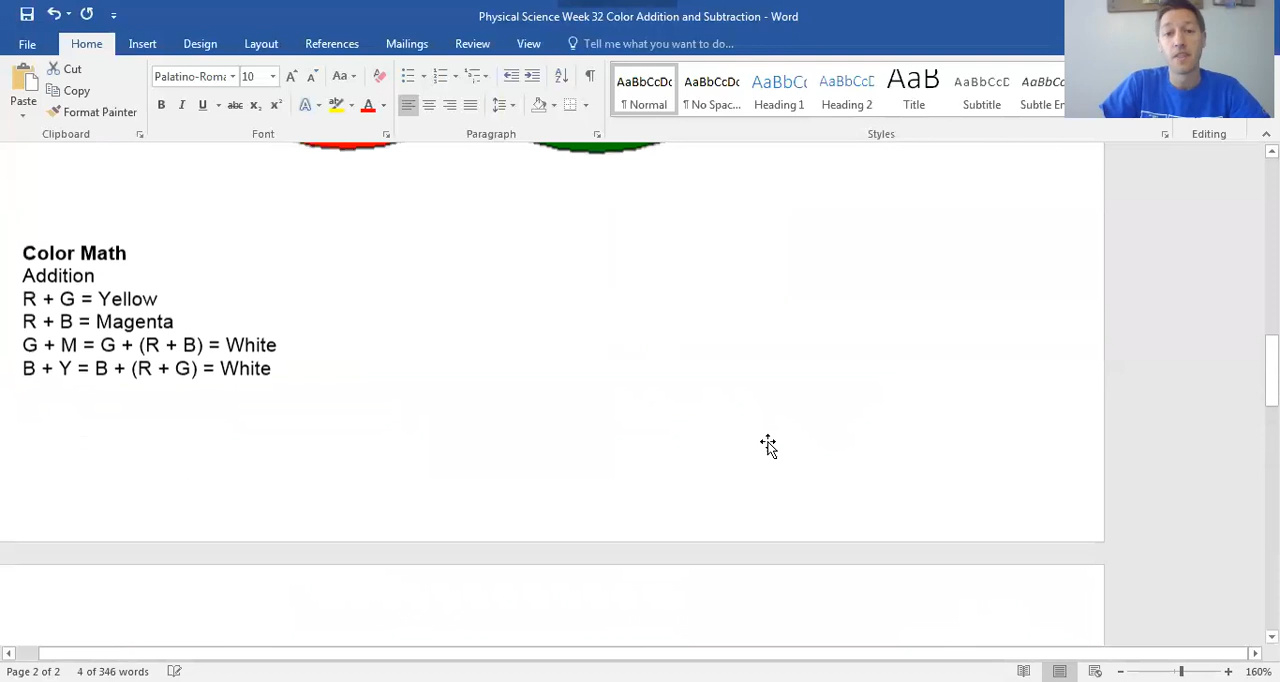 Physical Science Week 32 Color Addition and Subtraction - Word
File Home Insert Design Layout References Mailings Review View Tell me what you want to do...
Paste
Cut
Copy
Format Painter
Clipboard
Palatino-Roma 10
Font
Paragraph
AaBbCcDc ¶ Normal
AaBbCcDc ¶ No Spac...
AaBbCc Heading 1
AaBbCcD Heading 2
AaB Title
AaBbCcD Subtitle
AaBbCcD Subtle Em
Styles
Editing
Color Math
Addition
R + G = Yellow
R + B = Magenta
G + M = G + (R + B) = White
B + Y = B + (R + G) = White
Page 2 of 2 4 of 346 words
160%